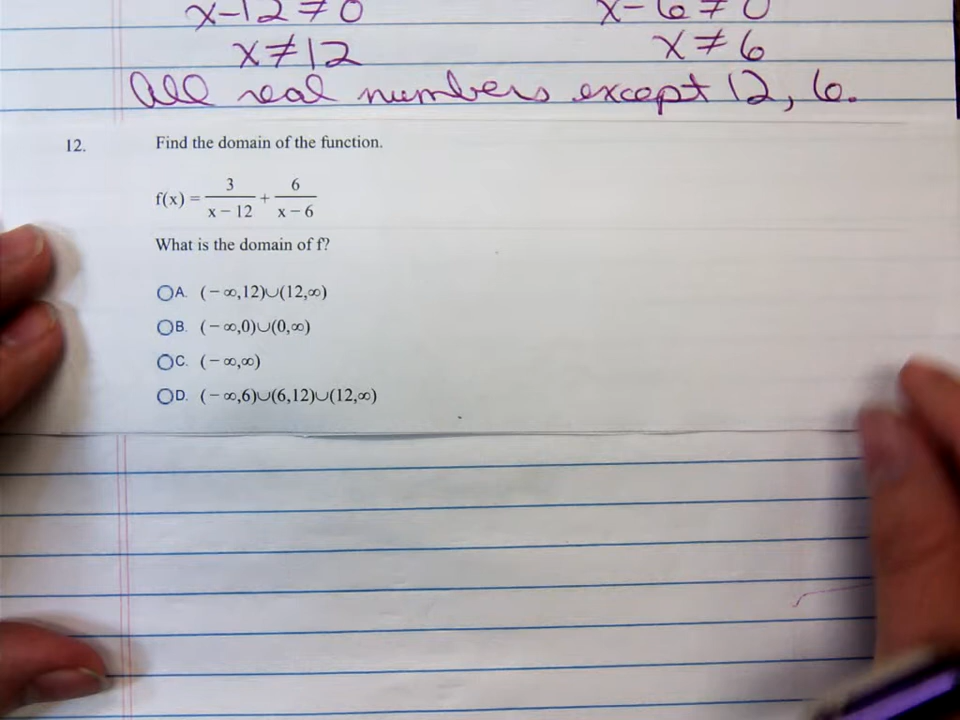 x-12≠0 x-6≠0
x≠12 x≠6
All real numbers except 12, 6.
12. Find the domain of the function.
f(x) = 3/(x - 12) + 6/(x - 6)
What is the domain of f?
A. (-∞,12)∪(12,∞)
B. (-∞,0)∪(0,∞)
C. (-∞,∞)
D. (-∞,6)∪(6,12)∪(12,∞)